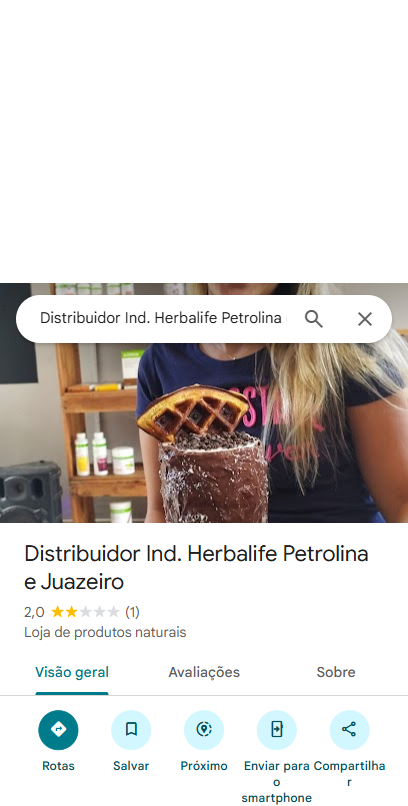 Distribuidor Ind. Herbalife Petrolina
Distribuidor Ind. Herbalife Petrolina
e Juazeiro
2,0 (1)
Loja de produtos naturais
Visão geral Avaliações Sobre
Rotas Salvar Próximo Enviar para o smartphone Compartilhar